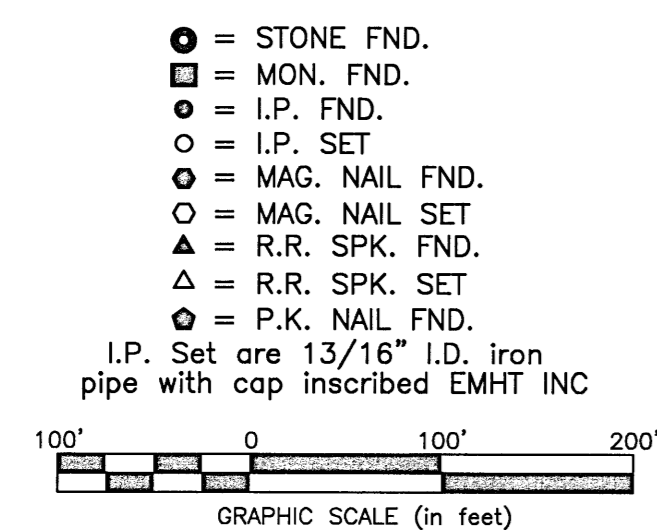 = STONE FND.
= MON. FND.
= I.P. FND.
= I.P. SET
= MAG. NAIL FND.
= MAG. NAIL SET
= R.R. SPK. FND.
= R.R. SPK. SET
= P.K. NAIL FND.
I.P. Set are 13/16" I.D. iron
pipe with cap inscribed EMHT INC
100' 0 100' 200'
GRAPHIC SCALE (in feet)